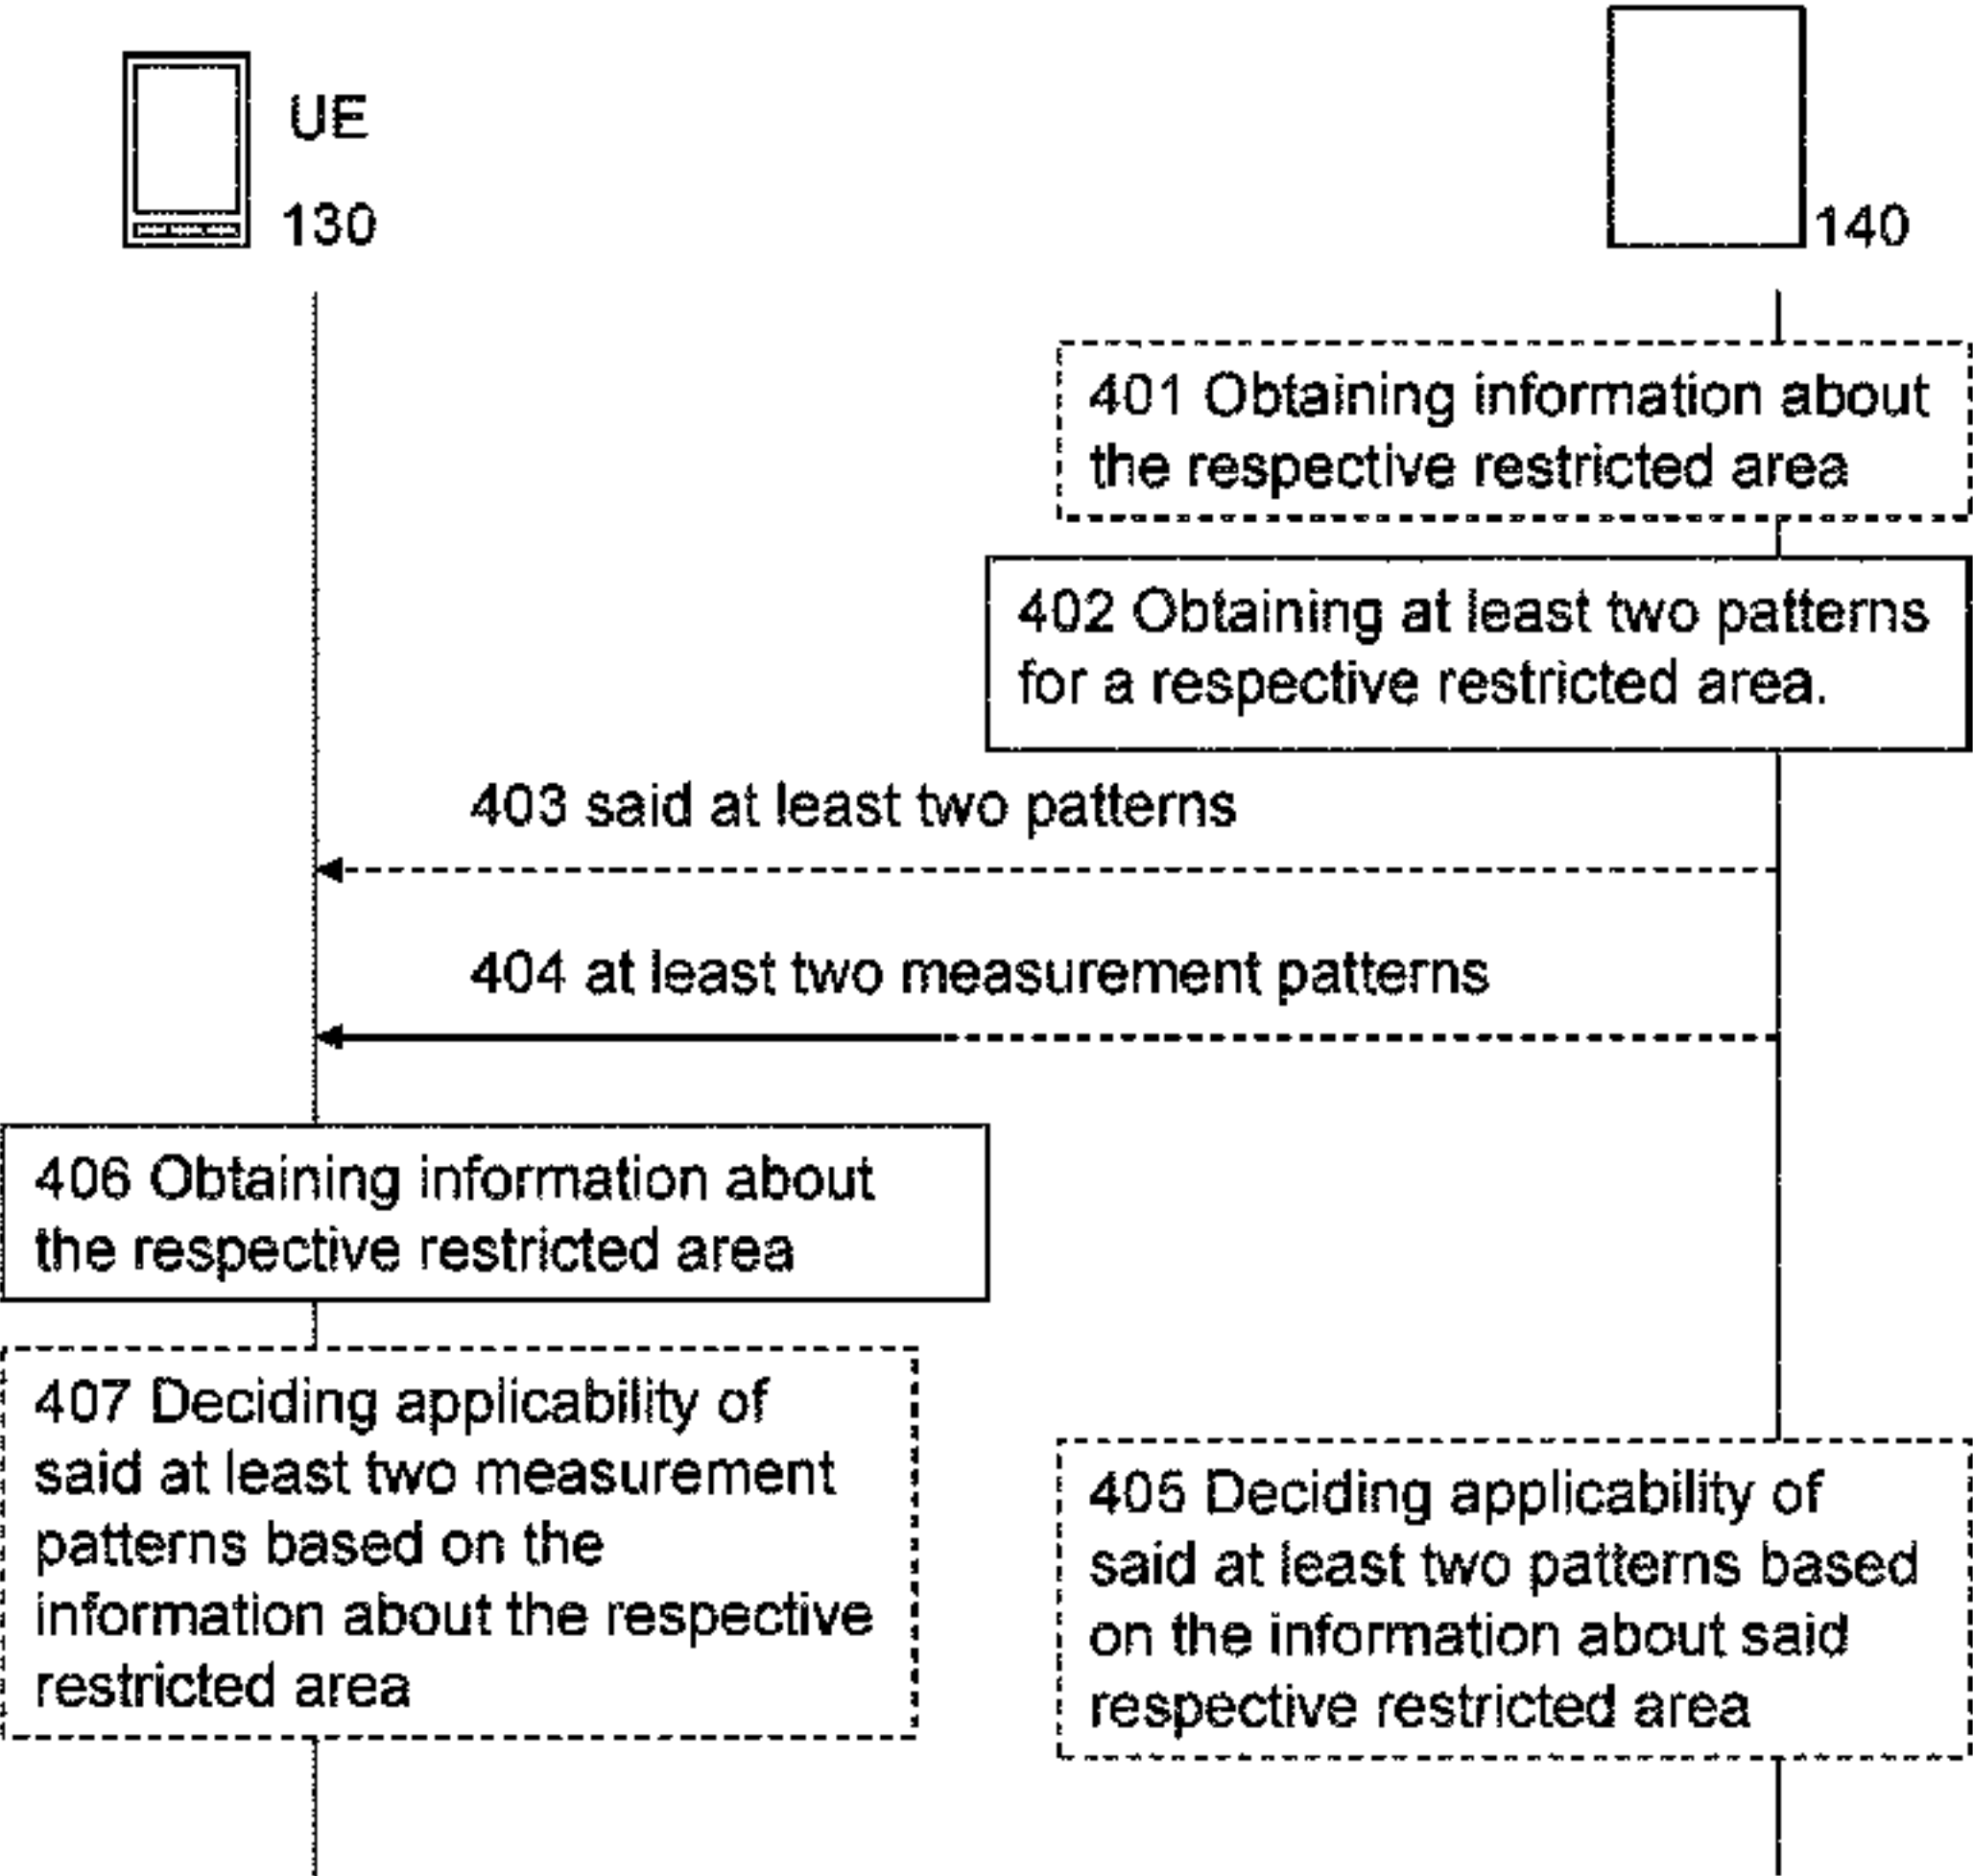 UE
130
140
401 Obtaining information about
the respective restricted area
402 Obtaining at least two patterns
for a respective restricted area.
403 said at least two patterns
404 at least two measurement patterns
406 Obtaining information about
the respective restricted area
407 Deciding applicability of
said at least two measurement
patterns based on the
information about the respective
restricted area
405 Deciding applicability of
said at least two patterns based
on the information about said
respective restricted area